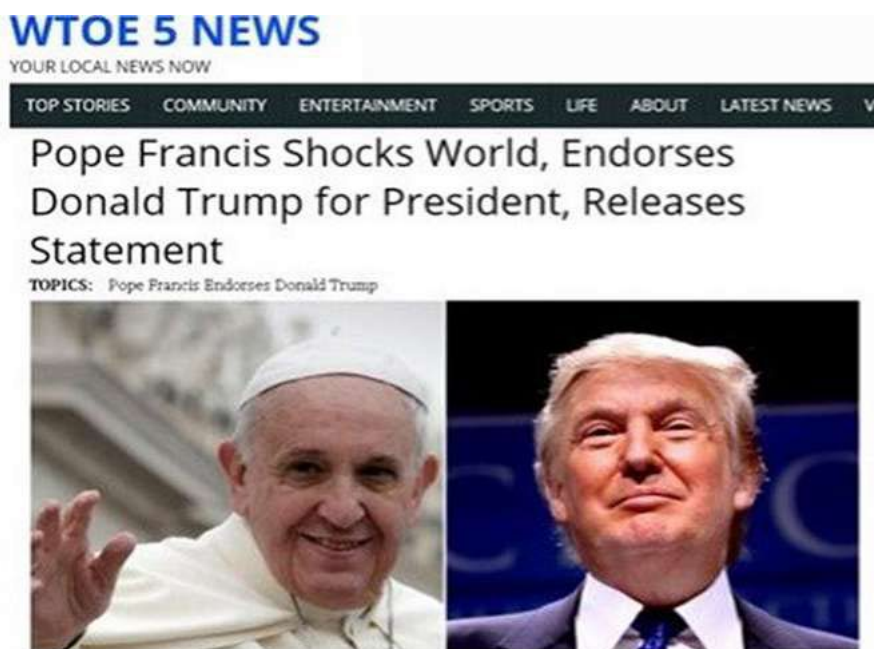 WTOE 5 NEWS
YOUR LOCAL NEWS NOW
TOP STORIES COMMUNITY ENTERTAINMENT SPORTS LIFE ABOUT LATEST NEWS V
Pope Francis Shocks World, Endorses
Donald Trump for President, Releases
Statement
TOPICS: Pope Francis Endorses Donald Trump
C C